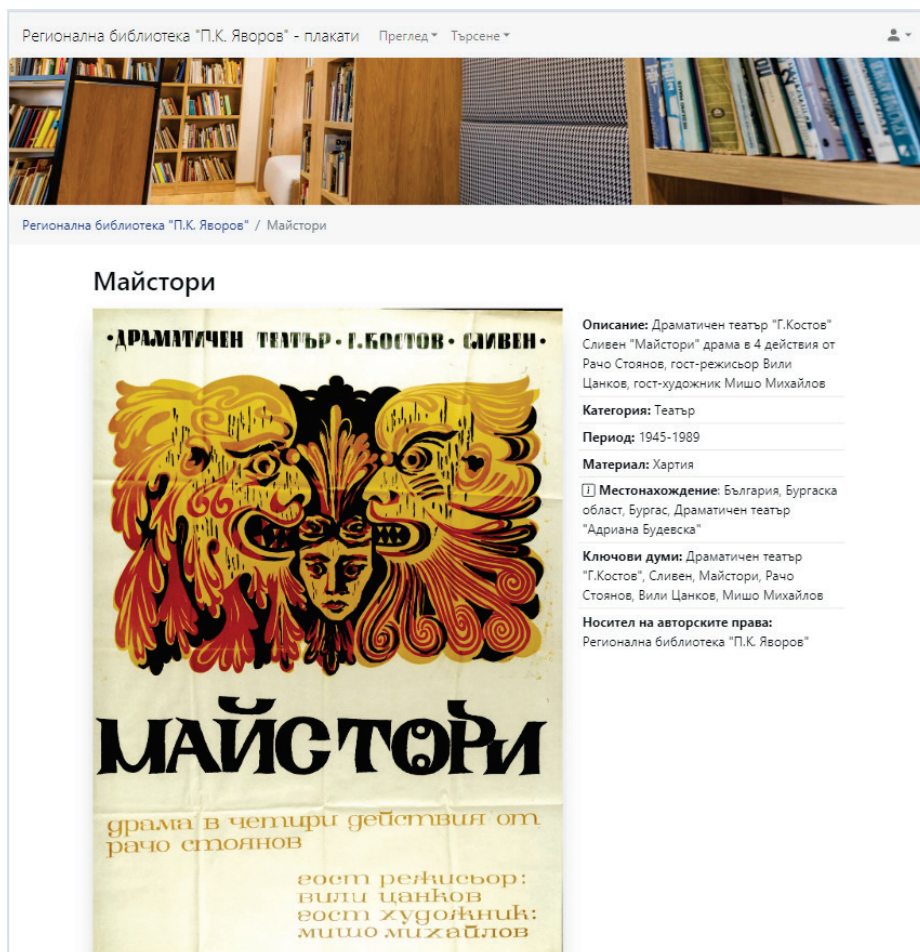 Регионална библиотека "П.К. Яворов" - плакати Преглед Търсене
Регионална библиотека "П.К. Яворов" / Майстори
Майстори
•ДРАМАТИЧЕН ТЕАТЪР • Г.КОСТОВ • СЛИВЕН•
МАЙСТОРИ
драма в четири действия от
рачо стоянов
гост режисьор:
вили цанков
гост художник:
мишо михайлов
Описание: Драматичен театър "Г.Костов"
Сливен "Майстори" драма в 4 действия от
Рачо Стоянов, гост-режисьор Вили
Цанков, гост-художник Мишо Михайлов
Категория: Театър
Период: 1945-1989
Материал: Хартия
i Местонахождение: България, Бургаска
област, Бургас, Драматичен театър
"Адриана Будевска"
Ключови думи: Драматичен театър
"Г.Костов", Сливен, Майстори, Рачо
Стоянов, Вили Цанков, Мишо Михайлов
Носител на авторските права:
Регионална библиотека "П.К. Яворов"